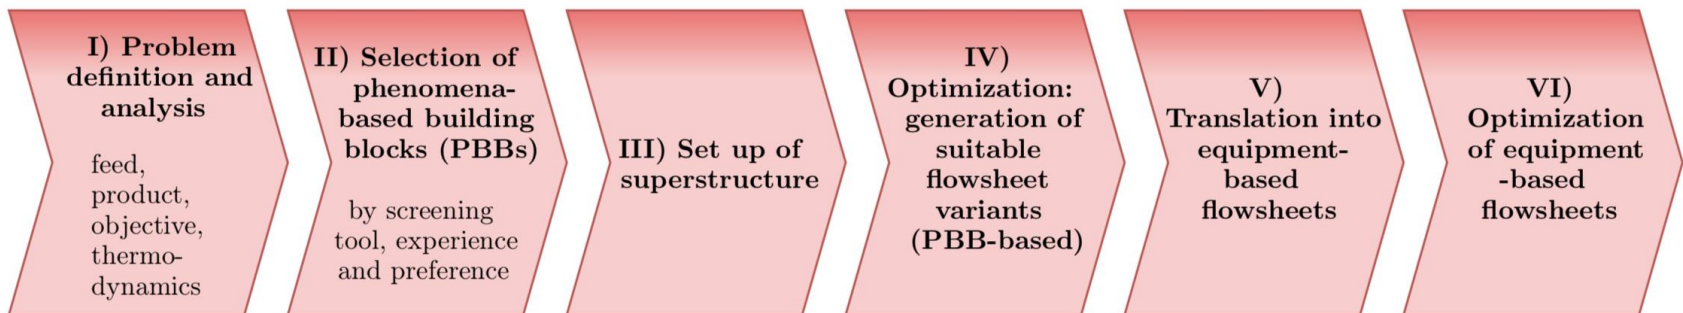 I) Problem
definition and
analysis
feed,
product,
objective,
thermo-
dynamics
II) Selection of
phenomena-
based building
blocks (PBBs)
by screening
tool, experience
and preference
III) Set up of
superstructure
IV)
Optimization:
generation of
suitable
flowsheet
variants
(PBB-based)
V)
Translation into
equipment-
based
flowsheets
VI)
Optimization
of equipment
-based
flowsheets